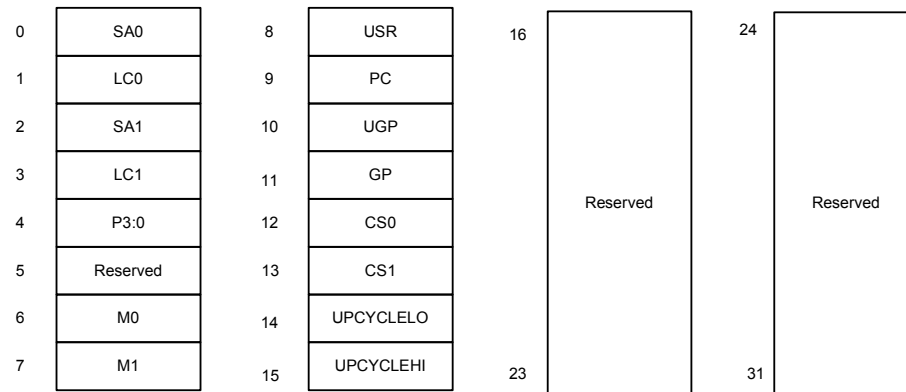 0 SA0
1 LC0
2 SA1
3 LC1
4 P3:0
5 Reserved
6 M0
7 M1
8 USR
9 PC
10 UGP
11 GP
12 CS0
13 CS1
14 UPCYCLELO
15 UPCYCLEHI
16
Reserved
23
24
Reserved
31